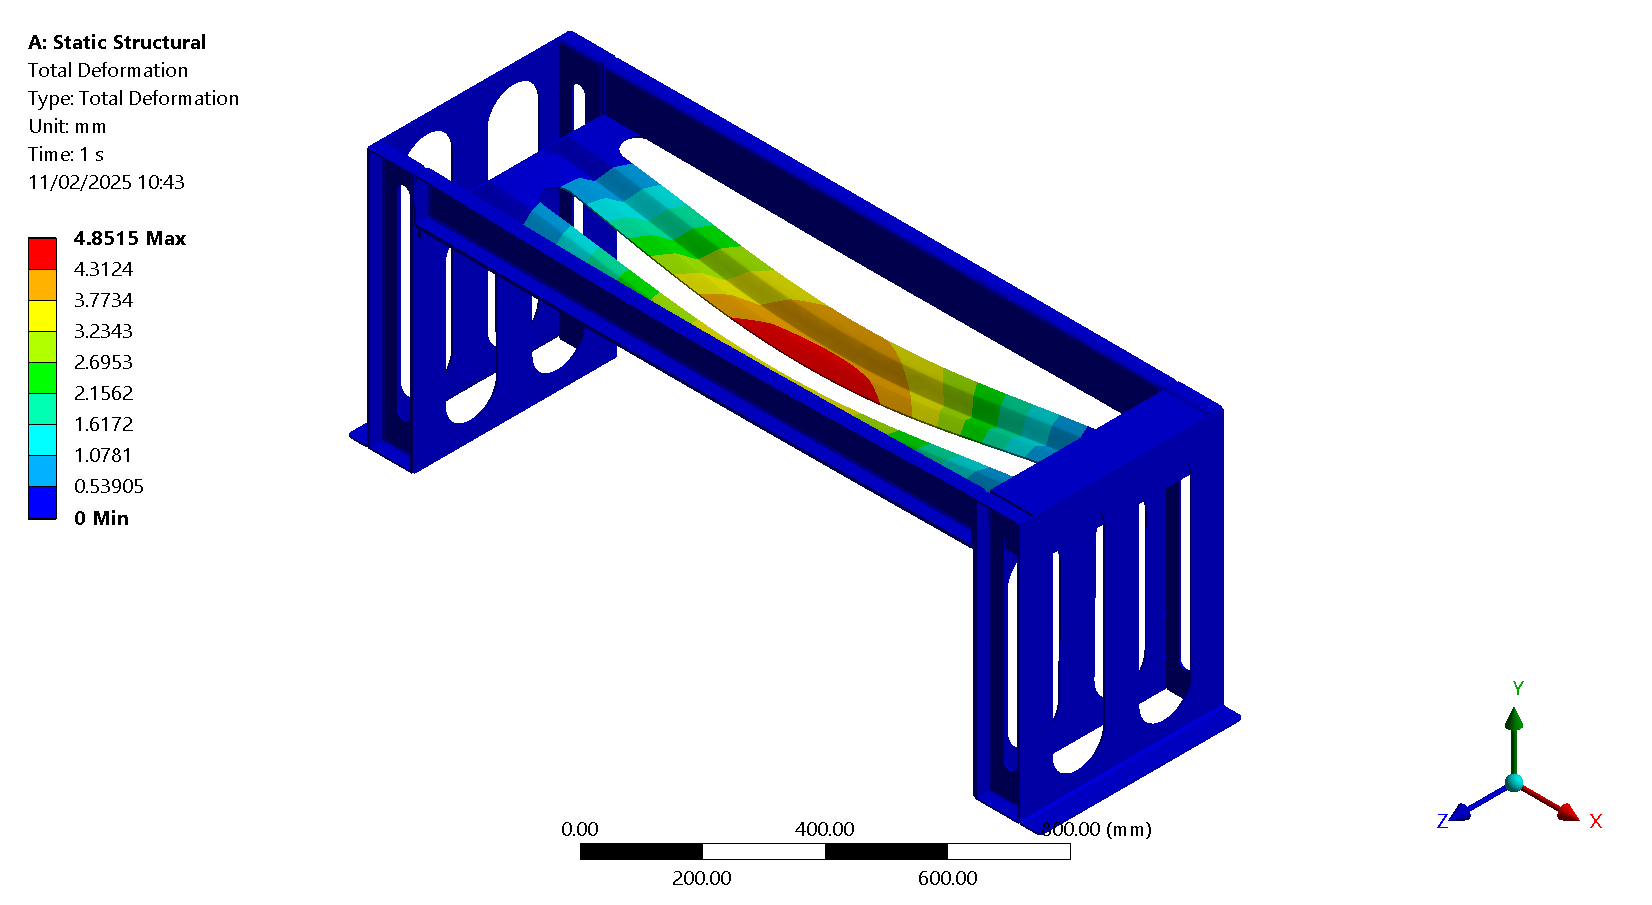 A: Static Structural
Total Deformation
Type: Total Deformation
Unit: mm
Time: 1 s
11/02/2025 10:43
4.8515 Max
4.3124
3.7734
3.2343
2.6953
2.1562
1.6172
1.0781
0.53905
0 Min
0.00 400.00 800.00 (mm)
200.00 600.00
Y
Z X